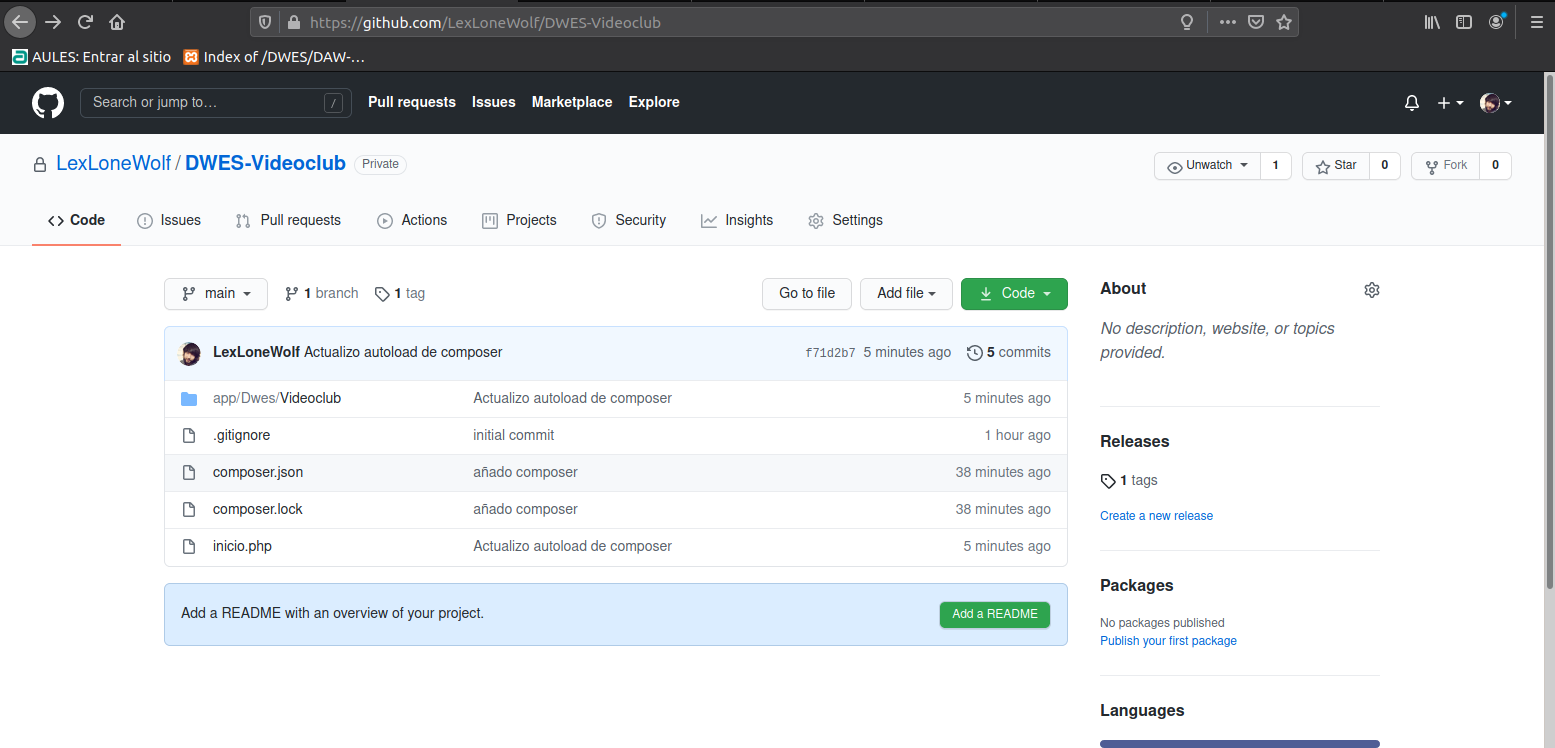 https://github.com/LexLoneWolf/DWES-Videoclub
AULES: Entrar al sitio Index of /DWES/DAW-...
Search or jump to... / Pull requests Issues Marketplace Explore
LexLoneWolf / DWES-Videoclub Private Unwatch 1 Star 0 Fork 0
Code Issues Pull requests Actions Projects Security Insights Settings
main 1 branch 1 tag Go to file Add file Code
LexLoneWolf Actualizo autoload de composer f71d2b7 5 minutes ago 5 commits
app/Dwes/Videoclub Actualizo autoload de composer 5 minutes ago
.gitignore initial commit 1 hour ago
composer.json añado composer 38 minutes ago
composer.lock añado composer 38 minutes ago
inicio.php Actualizo autoload de composer 5 minutes ago
Add a README with an overview of your project. Add a README
About
No description, website, or topics
provided.
Releases
1 tags
Create a new release
Packages
No packages published
Publish your first package
Languages